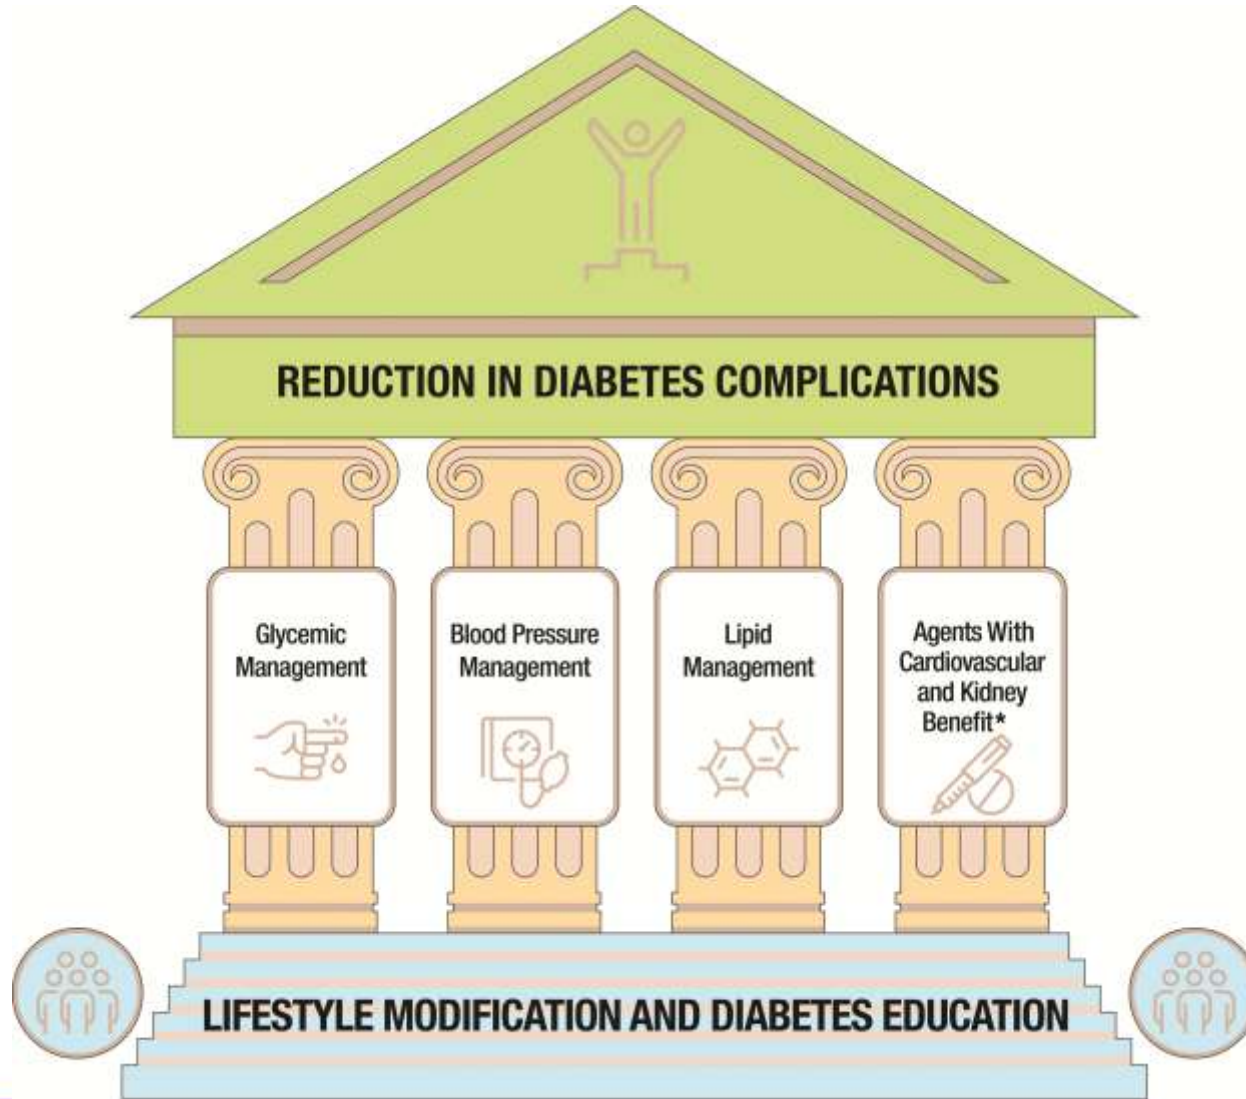 REDUCTION IN DIABETES COMPLICATIONS
Glycemic
Management
Blood Pressure
Management
Lipid
Management
Agents With
Cardiovascular
and Kidney
Benefit*
LIFESTYLE MODIFICATION AND DIABETES EDUCATION